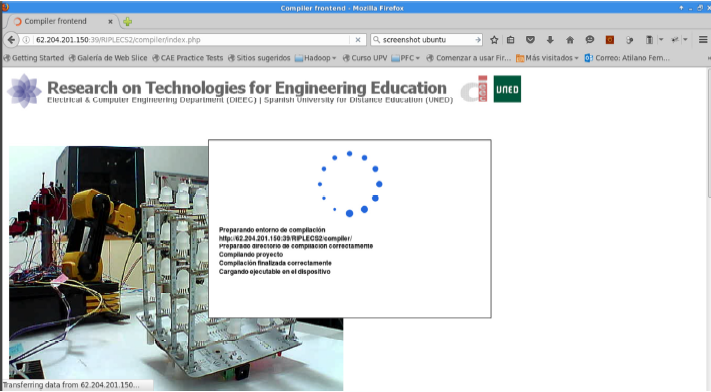 Compiler frontend - Mozilla Firefox
Compiler frontend
62.204.201.150:39/RIPLECS2/compiler/index.php
screenshot ubuntu
Getting Started
Galería de Web Slice
CAE Practice Tests
Sitios sugeridos
Hadoop
Curso UPV
PFC
Comenzar a usar Fir...
Más visitados
Correo: Atilano Fern...
Research on Technologies for Engineering Education
Electrical & Computer Engineering Department (DIEEC) | Spanish University for Distance Education (UNED)
UNED
Preparando entorno de compilación
http://62.204.201.150:39/RIPLECS2/compiler/
Preparado directorio de compilación correctamente
Compilando proyecto
Compilación finalizada correctamente
Cargando ejecutable en el dispositivo
Transferring data from 62.204.201.150...